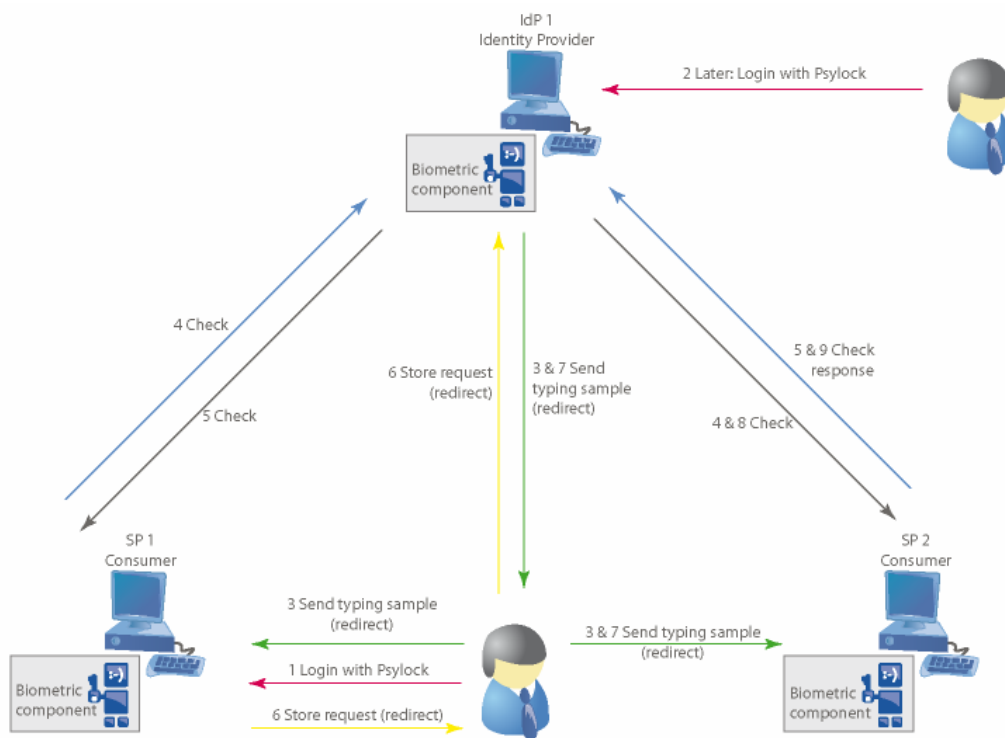 IdP 1
Identity Provider
2 Later: Login with Psylock
Biometric
component
4 Check
5 Check
6 Store request
(redirect)
3 & 7 Send
typing sample
(redirect)
5 & 9 Check
response
4 & 8 Check
SP 1
Consumer
SP 2
Consumer
3 Send typing sample
(redirect)
3 & 7 Send typing sample
(redirect)
1 Login with Psylock
6 Store request (redirect)
Biometric
component
Biometric
component